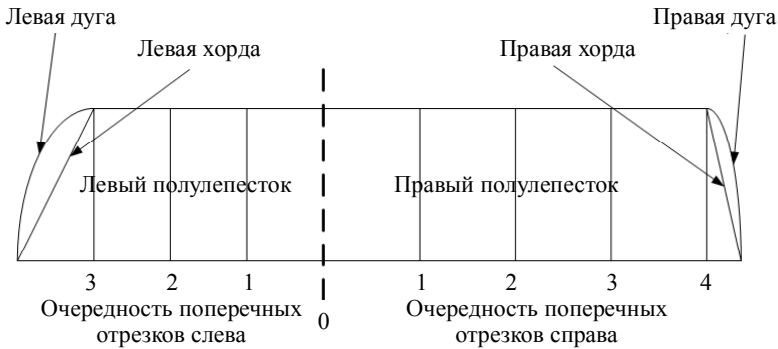 Левая дуга
Правая дуга
Левая хорда
Правая хорда
Левый полулепесток
Правый полулепесток
3 2 1 0 1 2 3 4
Очередность поперечных
отрезков слева
Очередность поперечных
отрезков справа